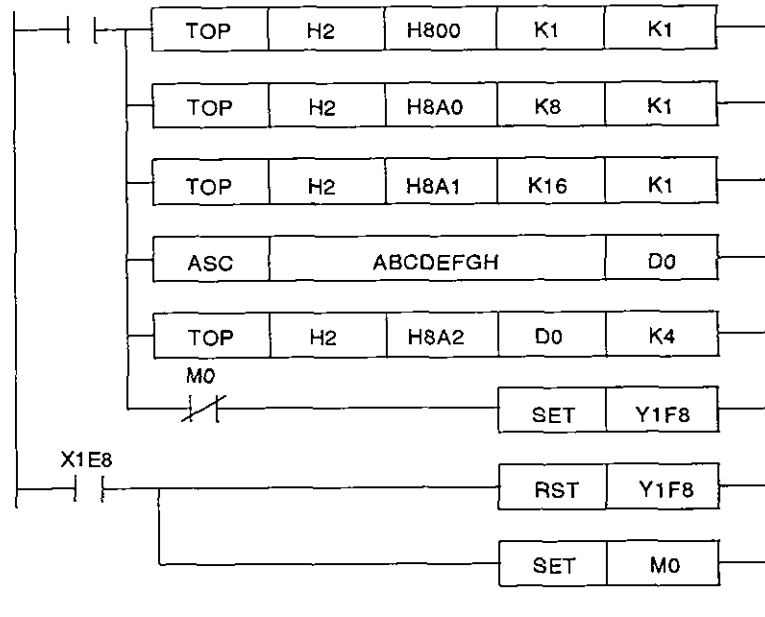 TOP H2 H800 K1 K1
TOP H2 H8A0 K8 K1
TOP H2 H8A1 K16 K1
ASC ABCDEFGH D0
TOP H2 H8A2 D0 K4
M0
SET Y1F8
X1E8
RST Y1F8
SET M0